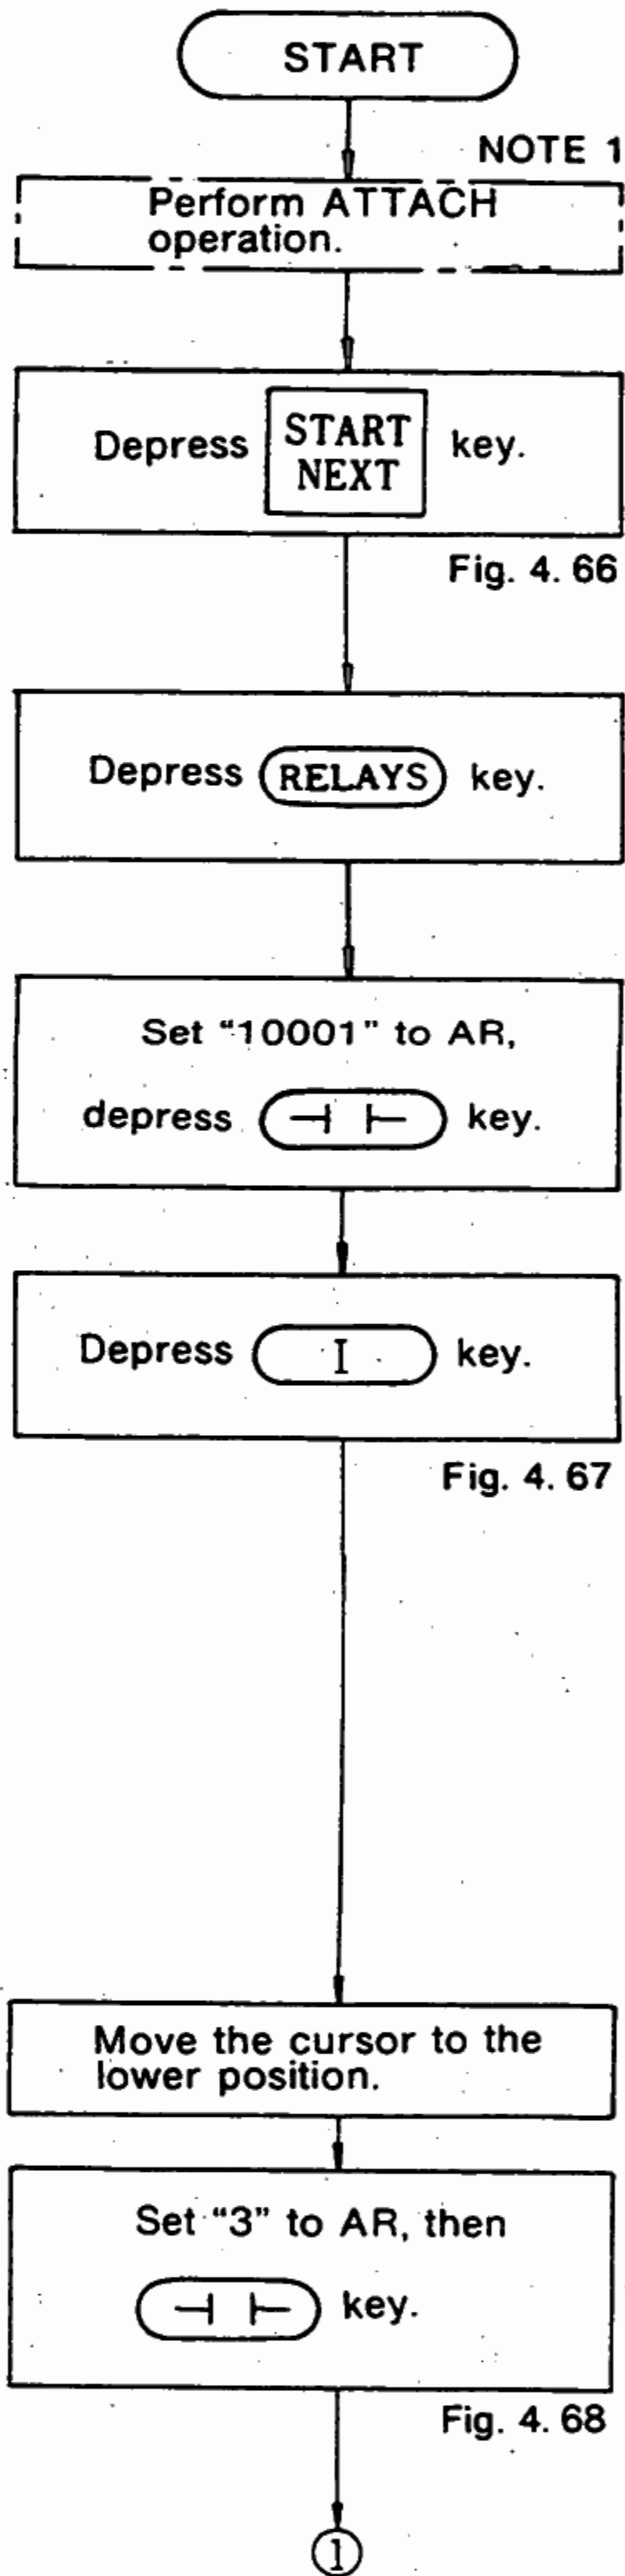 START
NOTE 1
Perform ATTACH
operation.
Depress START NEXT key.
Fig. 4. 66
Depress RELAYS key.
Set "10001" to AR,
depress ⊣ ⊢ key.
Depress I key.
Fig. 4. 67
Move the cursor to the
lower position.
Set "3" to AR, then
⊣ ⊢ key.
Fig. 4. 68
1